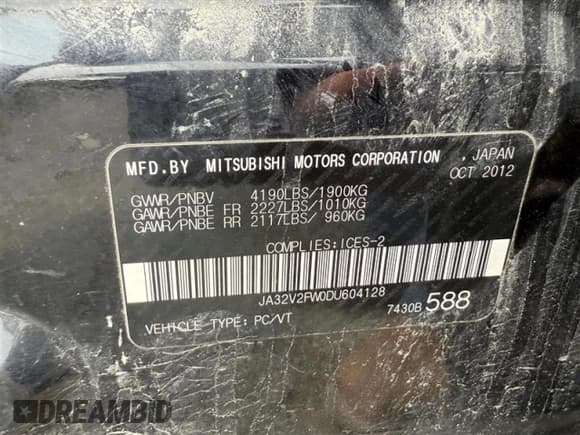 MFD.BY MITSUBISHI MOTORS CORPORATION , JAPAN
OCT 2012
GVWR/PNBV 4190LBS/1900KG
GAWR/PNBE FR 2227LBS/1010KG
GAWR/PNBE RR 2117LBS/ 960KG
COMPLIES:ICES-2
JA32V2FW0DU604128
7430B 588
VEHICLE TYPE: PC/VT
DREAMBID